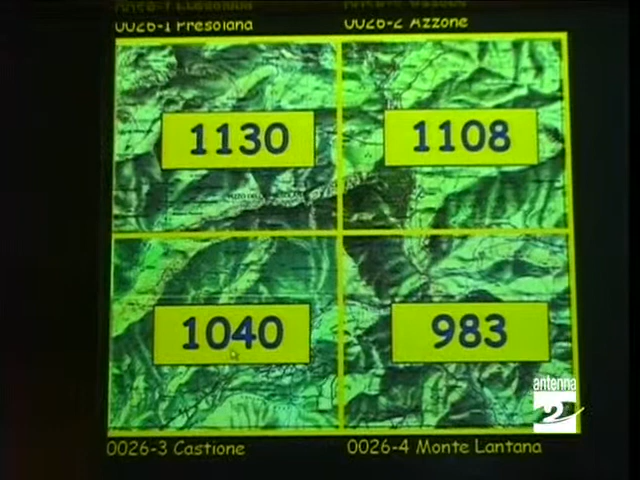 0026-1 Presolana 0026-2 Azzone
1130 1108
1040 983
antenna
2
0026-3 Castione 0026-4 Monte Lantana